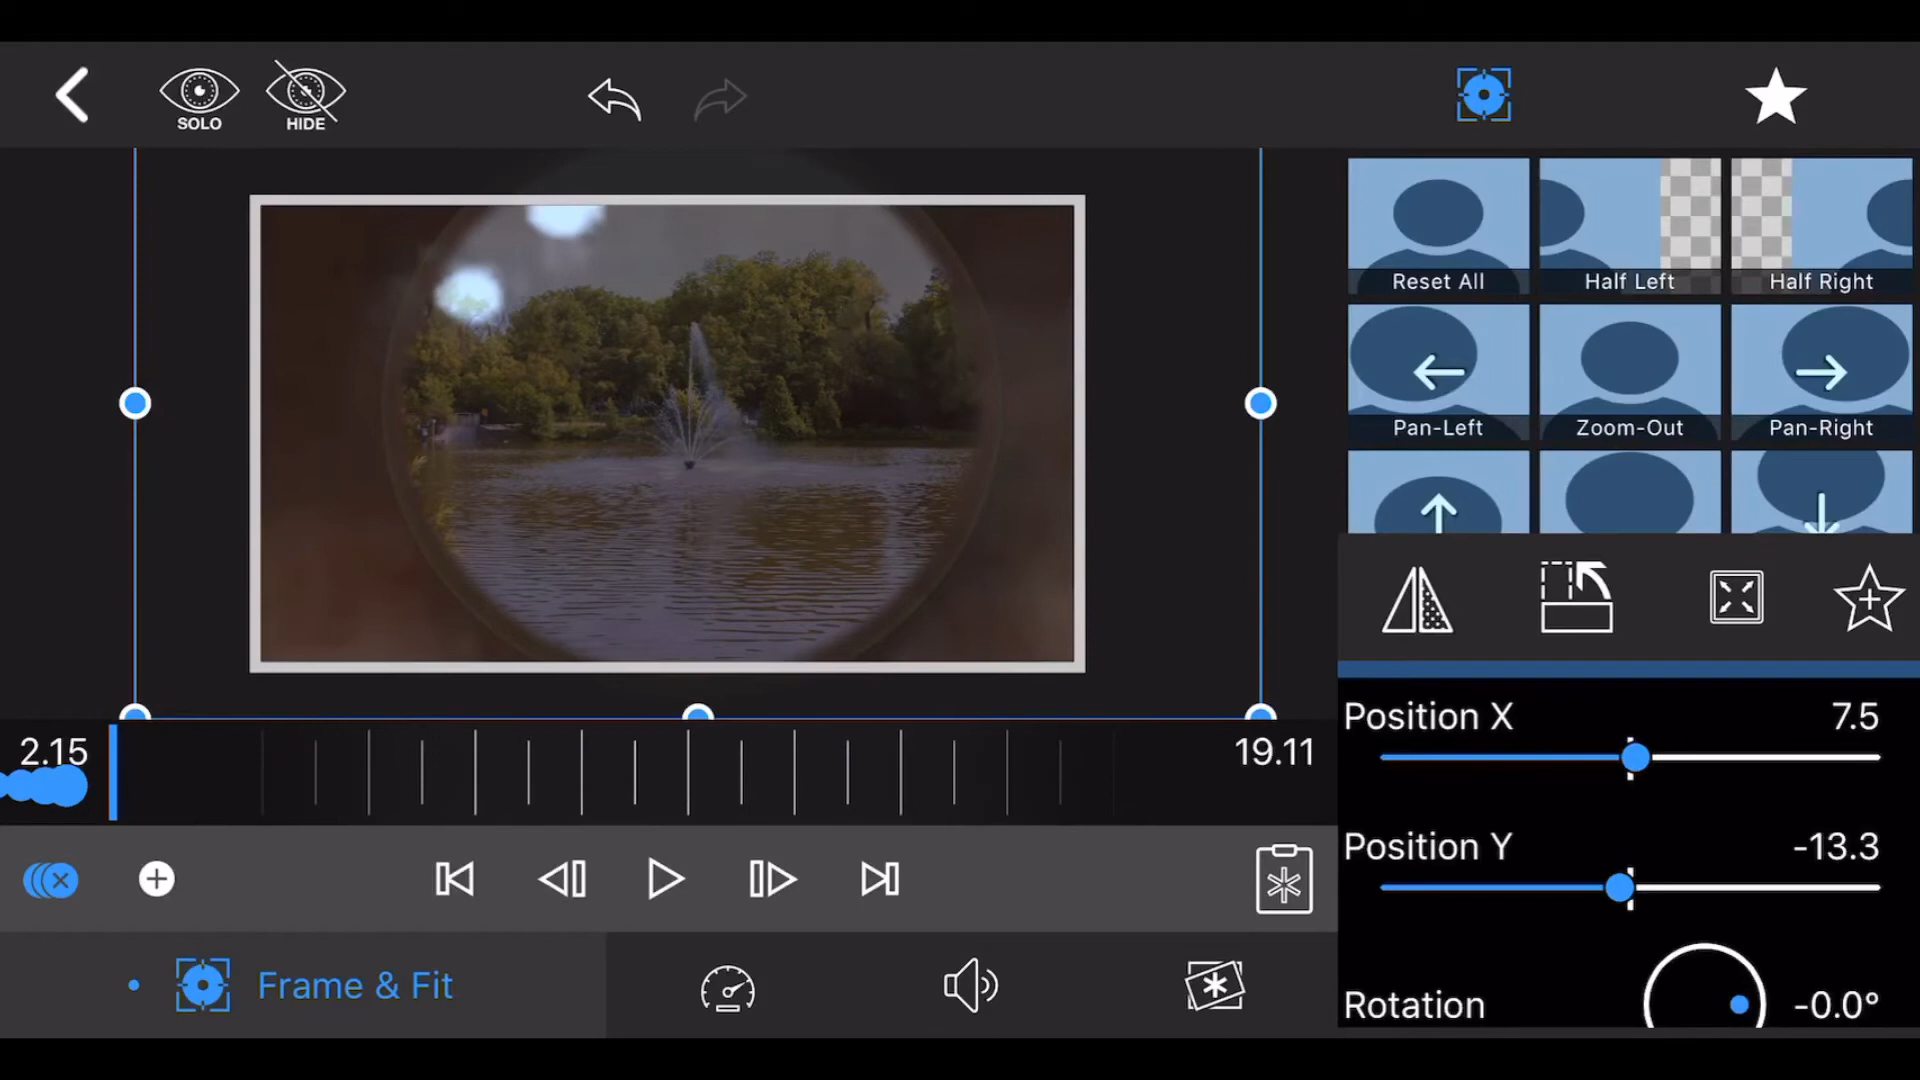 SOLO
HIDE
Reset All
Half Left
Half Right
Pan-Left
Zoom-Out
Pan-Right
Position X
7.5
2.15
19.11
Position Y
-13.3
Frame & Fit
Rotation
-0.0°